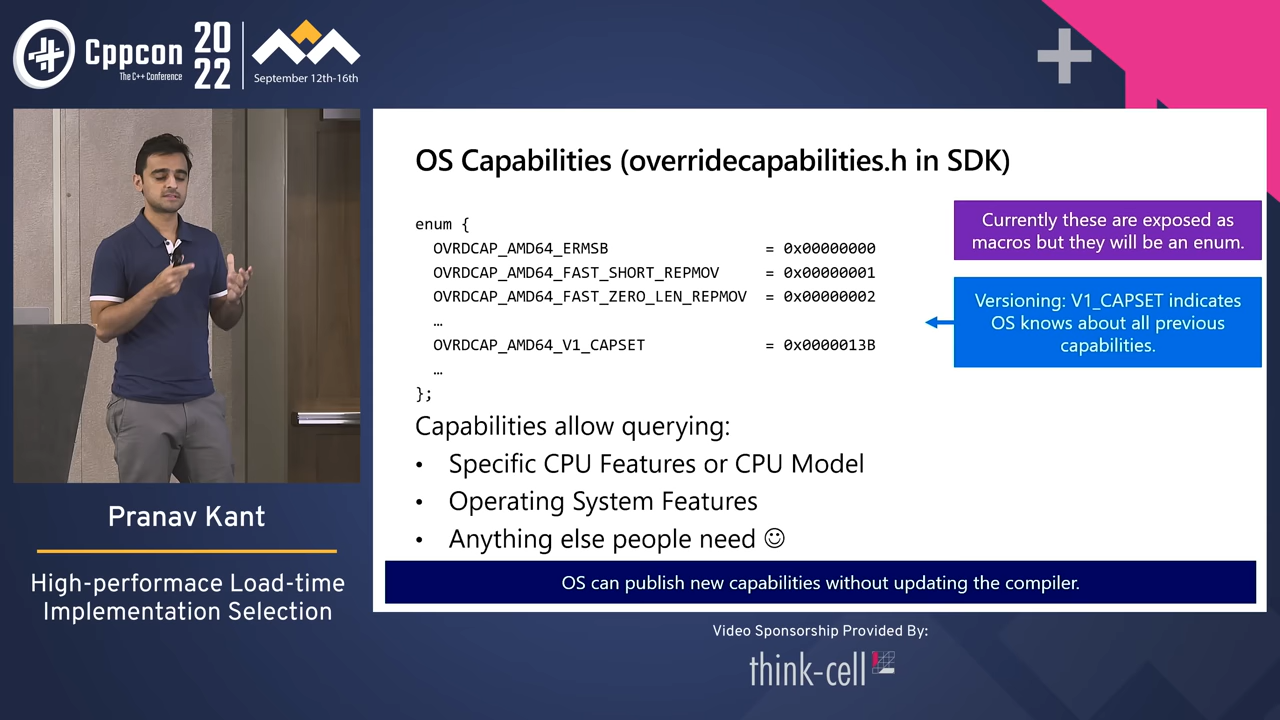 Cppcon
The C++ Conference
20
22
September 12th-16th
OS Capabilities (overridecapabilities.h in SDK)
enum {
OVRDCAP_AMD64_ERMSB = 0x00000000
OVRDCAP_AMD64_FAST_SHORT_REPMOV = 0x00000001
OVRDCAP_AMD64_FAST_ZERO_LEN_REPMOV = 0x00000002
…
OVRDCAP_AMD64_V1_CAPSET = 0x0000013B
…
};
Currently these are exposed as
macros but they will be an enum.
Versioning: V1_CAPSET indicates
OS knows about all previous
capabilities.
Capabilities allow querying:
• Specific CPU Features or CPU Model
• Operating System Features
• Anything else people need ☺
OS can publish new capabilities without updating the compiler.
Pranav Kant
High-performace Load-time
Implementation Selection
Video Sponsorship Provided By:
think-cell